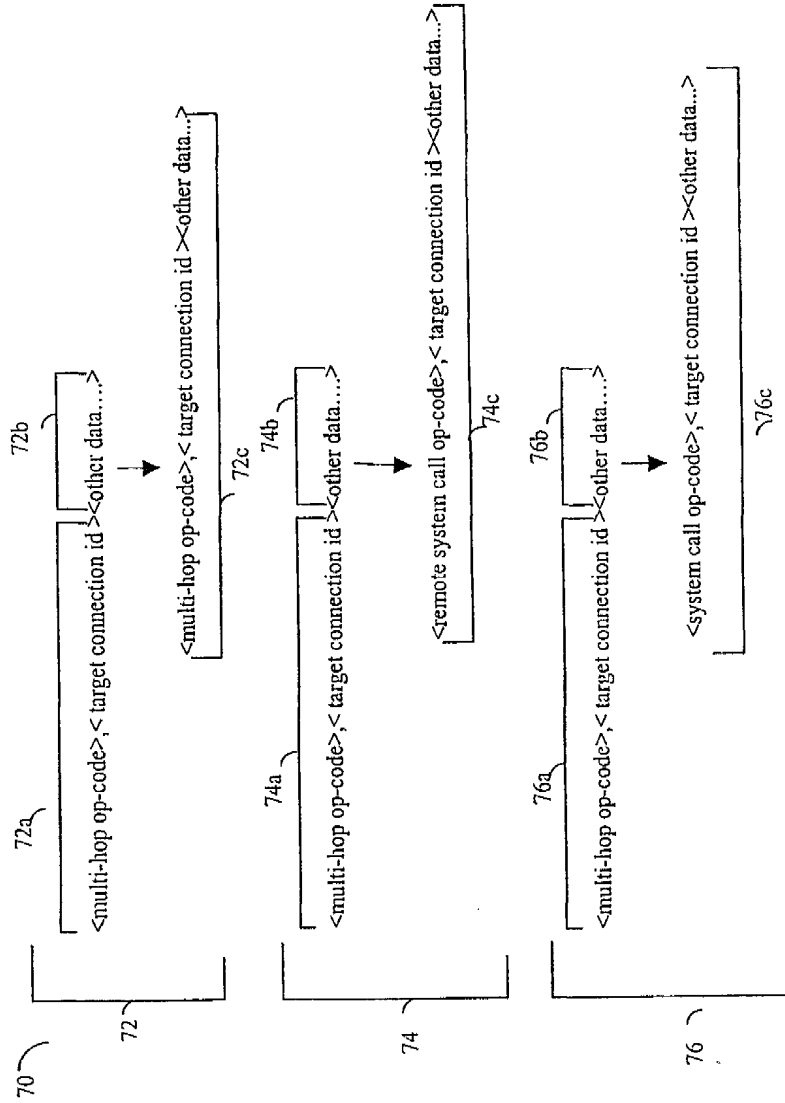 70
72
72a
72b
<multi-hop op-code>,< target connection id ><other data....>
<multi-hop op-code>,< target connection id ><other data...>
72c
74
74a
74b
<multi-hop op-code>,< target connection id ><other data....>
<remote system call op-code>,< target connection id ><other data...>
74c
76
76a
76b
<multi-hop op-code>,< target connection id ><other data....>
<system call op-code>,< target connection id ><other data...>
76c